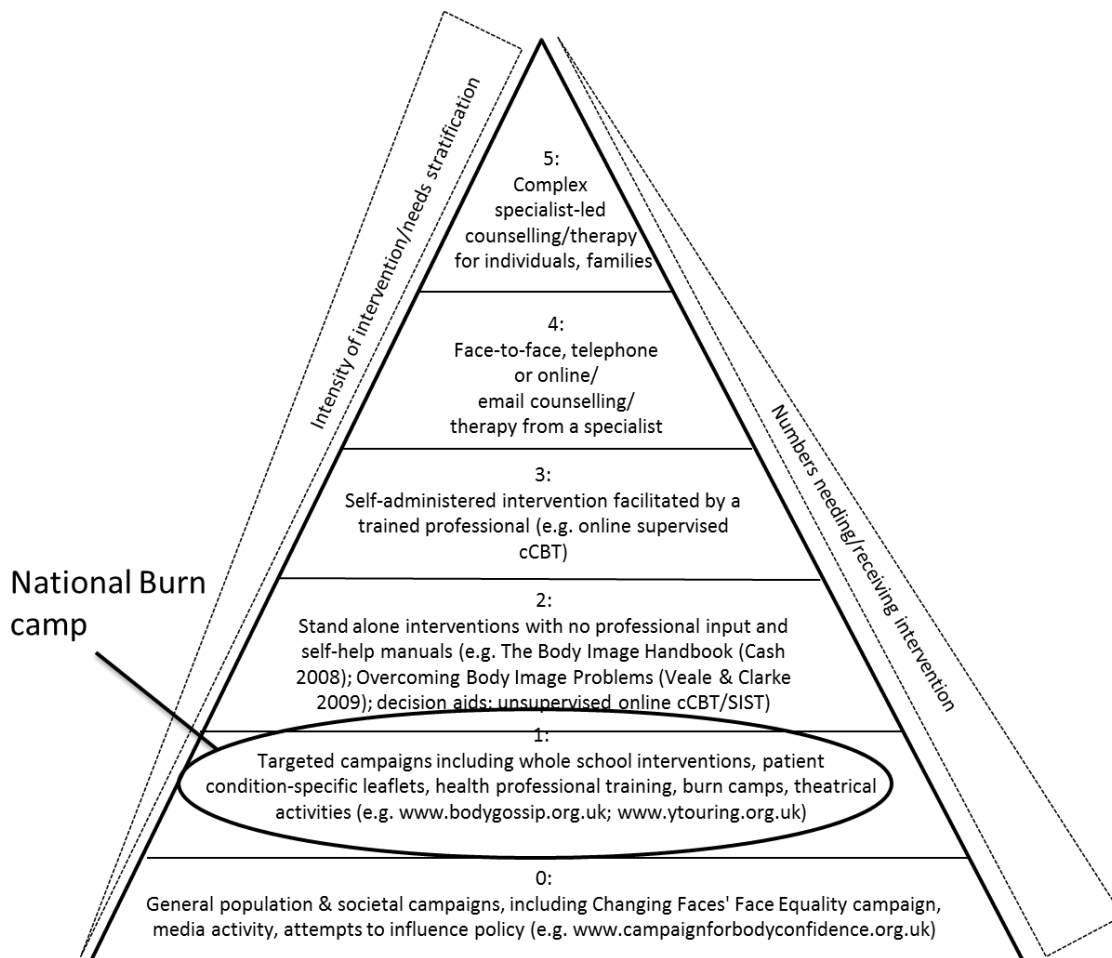 Intensity of intervention/needs stratification
5:
Complex
specialist-led
counselling/therapy
for individuals, families
4:
Face-to-face, telephone
or online/
email counselling/
therapy from a specialist
Numbers needing/receiving intervention
3:
Self-administered intervention facilitated by a
trained professional (e.g. online supervised
cCBT)
National Burn
camp
2:
Stand alone interventions with no professional input and
self-help manuals (e.g. The Body Image Handbook (Cash
2008); Overcoming Body Image Problems (Veale & Clarke
2009); decision aids; unsupervised online cCBT/SIST)
1:
Targeted campaigns including whole school interventions, patient
condition-specific leaflets, health professional training, burn camps, theatrical
activities (e.g. www.bodygossip.org.uk; www.ytouring.org.uk)
0:
General population & societal campaigns, including Changing Faces' Face Equality campaign,
media activity, attempts to influence policy (e.g. www.campaignforbodyconfidence.org.uk)